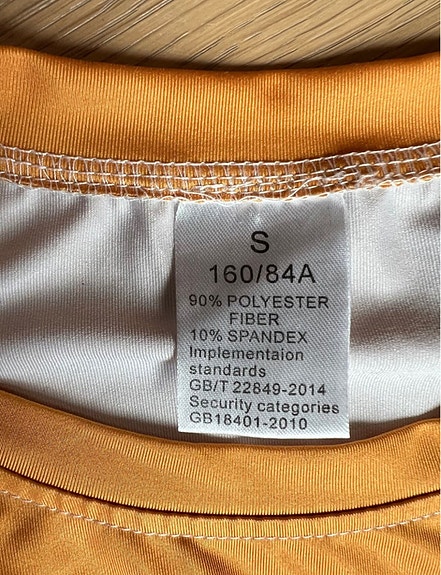 S
160/84A
90% POLYESTER
FIBER
10% SPANDEX
Implementaion
standards
GB/T 22849-2014
Security categories
GB18401-2010